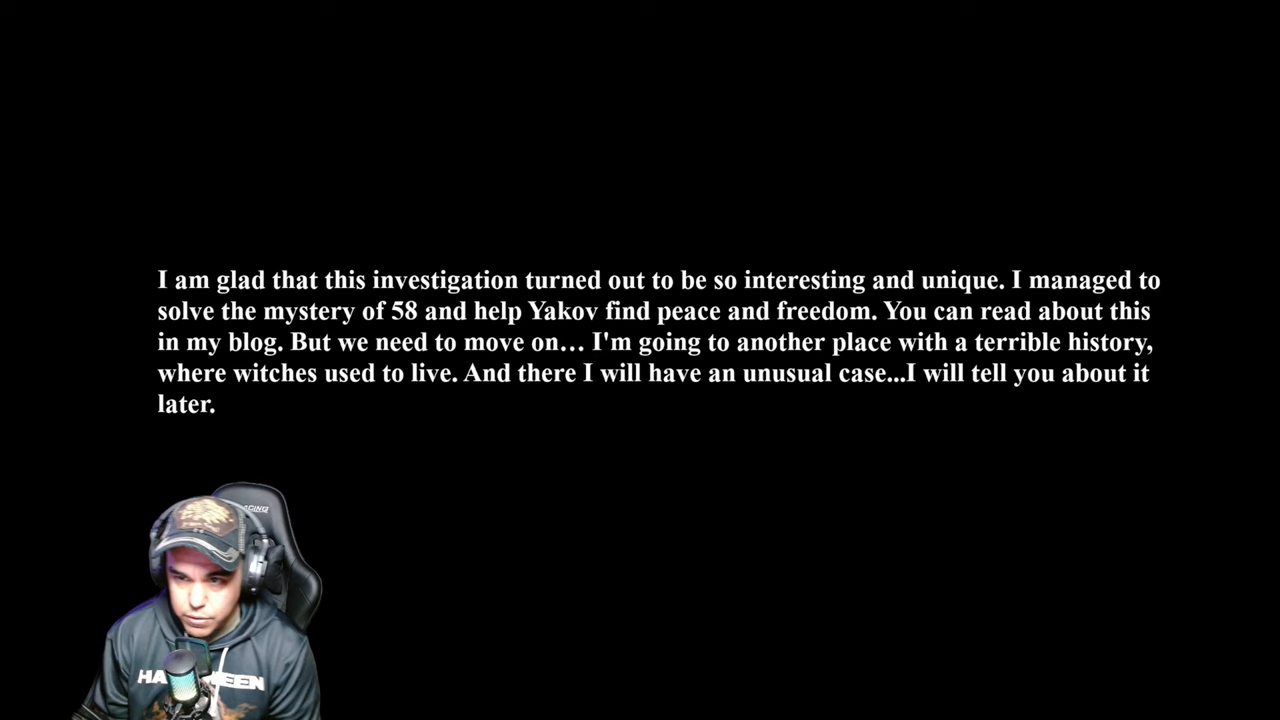 I am glad that this investigation turned out to be so interesting and unique. I managed to
solve the mystery of 58 and help Yakov find peace and freedom. You can read about this
in my blog. But we need to move on… I'm going to another place with a terrible history,
where witches used to live. And there I will have an unusual case...I will tell you about it
later.